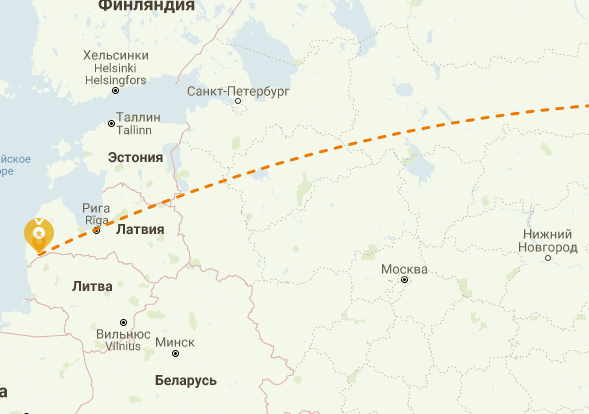 Финляндия
Хельсинки
Helsinki
Helsingfors
Санкт-Петербург
Таллин
Tallinn
йское
оре
Эстония
Рига
Rīga
Латвия
Нижний
Новгород
Москва
Литва
Вильнюс
Vilnius
Минск
Беларусь
а